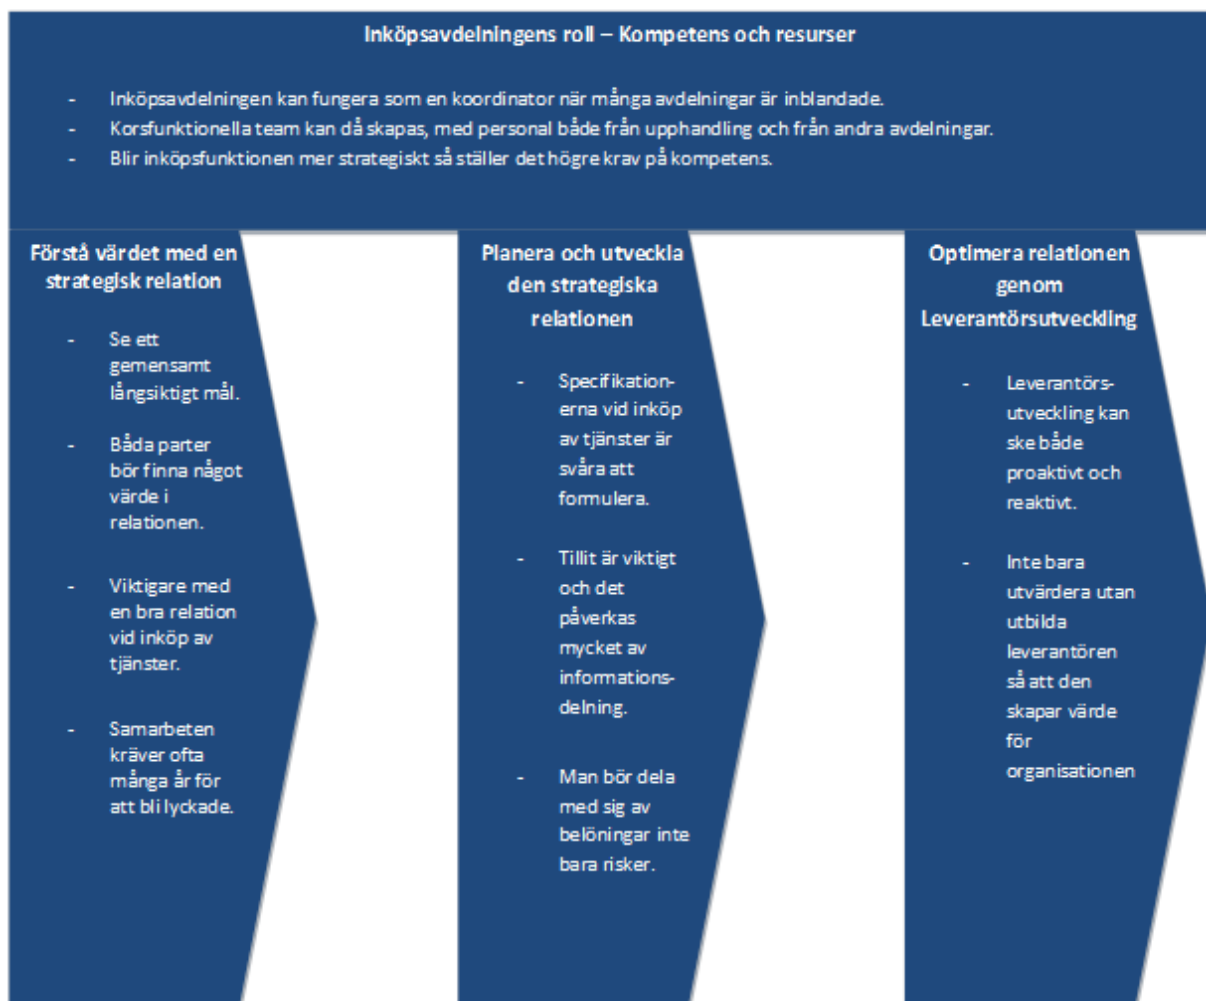 Inköpsavdelningens roll – Kompetens och resurser
- Inköpsavdelningen kan fungera som en koordinator när många avdelningar är inblandade.
- Korsfunktionella team kan då skapas, med personal både från upphandling och från andra avdelningar.
- Blir inköpsfunktionen mer strategiskt så ställer det högre krav på kompetens.
Förstå värdet med en
strategisk relation
- Se ett
gemensamt
långsiktigt mål.
- Båda parter
bör finna något
värde i
relationen.
- Viktigare med
en bra relation
vid inköp av
tjänster.
- Samarbeten
kräver ofta
många år för
att bli lyckade.
Planera och utveckla
den strategiska
relationen
- Specifikation-
erna vid inköp
av tjänster är
svåra att
formulera.
- Tillit är viktigt
och det
påverkas
mycket av
informations-
delning.
- Man bör dela
med sig av
belöningar inte
bara risker.
Optimera relationen
genom
Leverantörsutveckling
- Leverantörs-
utveckling kan
ske både
proaktivt och
reaktivt.
- Inte bara
utvärdera utan
utbilda
leverantören
så att den
skapar värde
för
organisationen